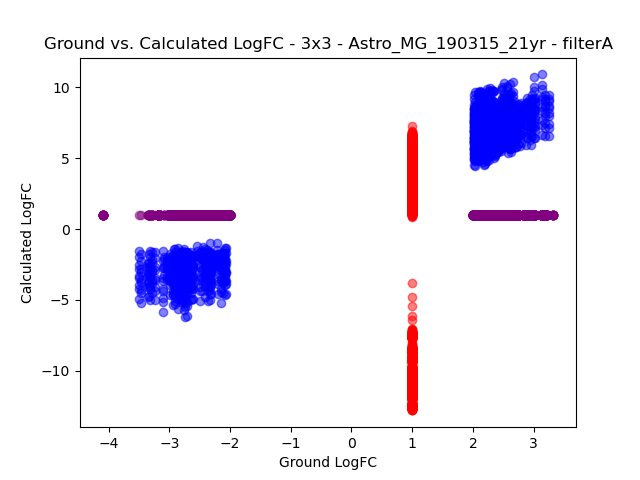 Ground vs. Calculated LogFC - 3x3 - Astro_MG_190315_21yr - filterA
10
5
0
−5
−10
Calculated LogFC
−4 −3 −2 −1 0 1 2 3
Ground LogFC